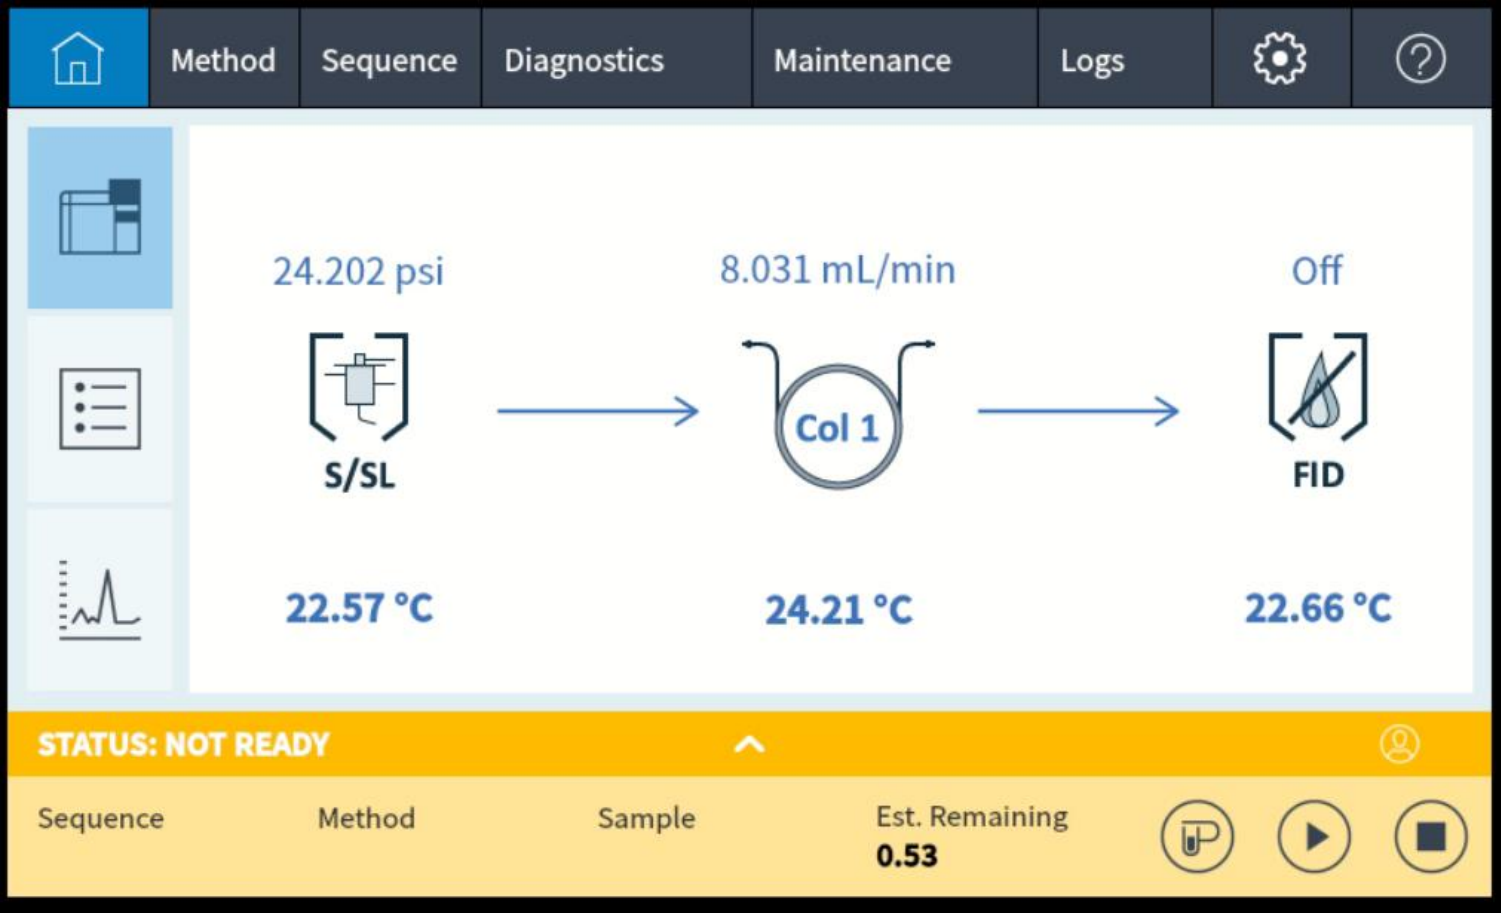 Method Sequence Diagnostics Maintenance Logs ?
24.202 psi 8.031 mL/min Off
Col 1
S/SL FID
22.57 °C 24.21 °C 22.66 °C
STATUS: NOT READY
Sequence Method Sample Est. Remaining
0.53